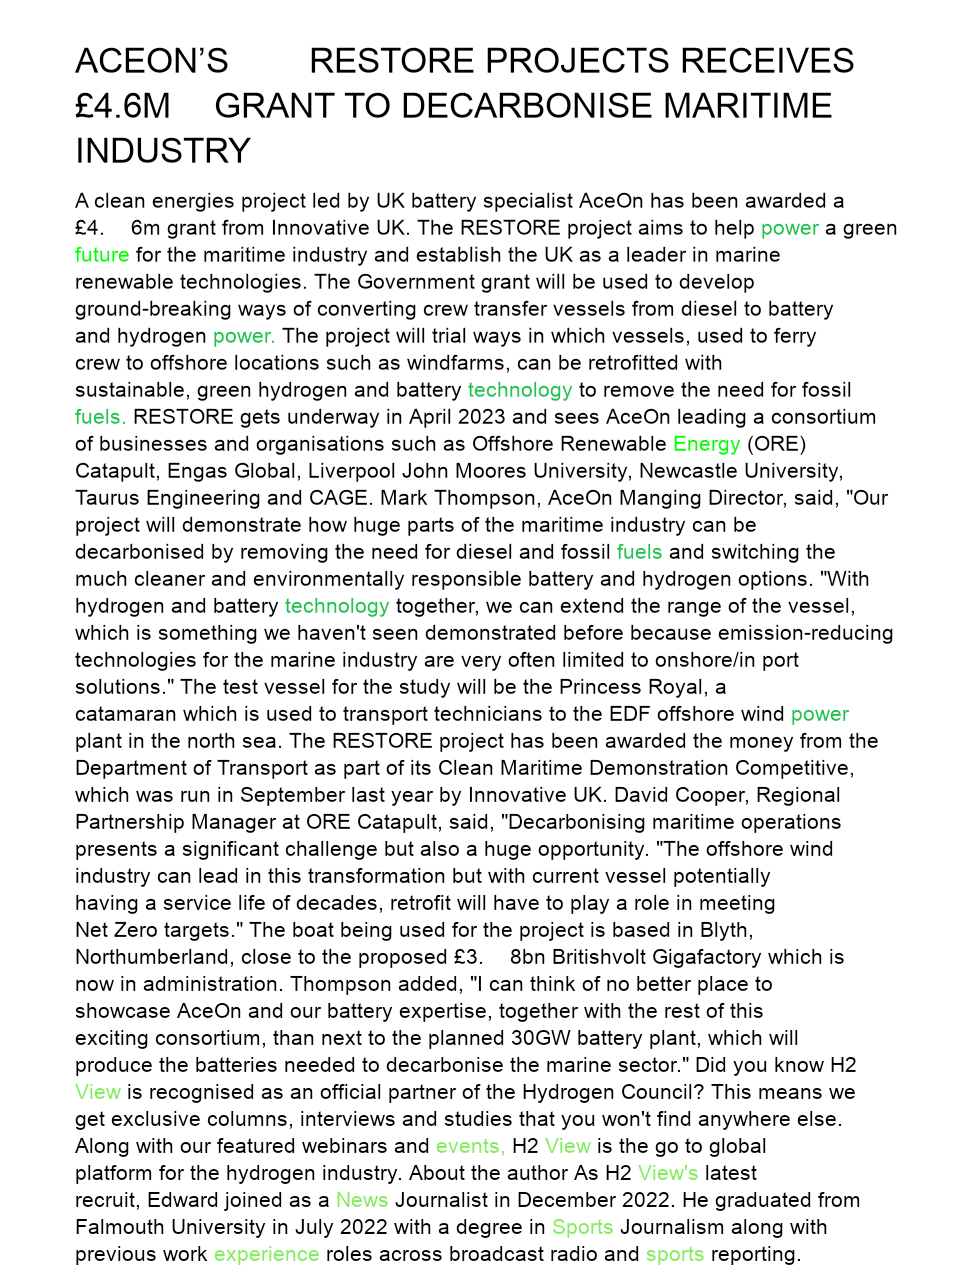 ACEON’S RESTORE PROJECTS RECEIVES
£4.6M GRANT TO DECARBONISE MARITIME
INDUSTRY
A clean energies project led by UK battery specialist AceOn has been awarded a
£4. 6m grant from Innovative UK. The RESTORE project aims to help power a green
future for the maritime industry and establish the UK as a leader in marine
renewable technologies. The Government grant will be used to develop
ground-breaking ways of converting crew transfer vessels from diesel to battery
and hydrogen power. The project will trial ways in which vessels, used to ferry
crew to offshore locations such as windfarms, can be retrofitted with
sustainable, green hydrogen and battery technology to remove the need for fossil
fuels. RESTORE gets underway in April 2023 and sees AceOn leading a consortium
of businesses and organisations such as Offshore Renewable Energy (ORE)
Catapult, Engas Global, Liverpool John Moores University, Newcastle University,
Taurus Engineering and CAGE. Mark Thompson, AceOn Manging Director, said, "Our
project will demonstrate how huge parts of the maritime industry can be
decarbonised by removing the need for diesel and fossil fuels and switching the
much cleaner and environmentally responsible battery and hydrogen options. "With
hydrogen and battery technology together, we can extend the range of the vessel,
which is something we haven't seen demonstrated before because emission-reducing
technologies for the marine industry are very often limited to onshore/in port
solutions." The test vessel for the study will be the Princess Royal, a
catamaran which is used to transport technicians to the EDF offshore wind power
plant in the north sea. The RESTORE project has been awarded the money from the
Department of Transport as part of its Clean Maritime Demonstration Competitive,
which was run in September last year by Innovative UK. David Cooper, Regional
Partnership Manager at ORE Catapult, said, "Decarbonising maritime operations
presents a significant challenge but also a huge opportunity. "The offshore wind
industry can lead in this transformation but with current vessel potentially
having a service life of decades, retrofit will have to play a role in meeting
Net Zero targets." The boat being used for the project is based in Blyth,
Northumberland, close to the proposed £3. 8bn Britishvolt Gigafactory which is
now in administration. Thompson added, "I can think of no better place to
showcase AceOn and our battery expertise, together with the rest of this
exciting consortium, than next to the planned 30GW battery plant, which will
produce the batteries needed to decarbonise the marine sector." Did you know H2
View is recognised as an official partner of the Hydrogen Council? This means we
get exclusive columns, interviews and studies that you won't find anywhere else.
Along with our featured webinars and events, H2 View is the go to global
platform for the hydrogen industry. About the author As H2 View's latest
recruit, Edward joined as a News Journalist in December 2022. He graduated from
Falmouth University in July 2022 with a degree in Sports Journalism along with
previous work experience roles across broadcast radio and sports reporting.